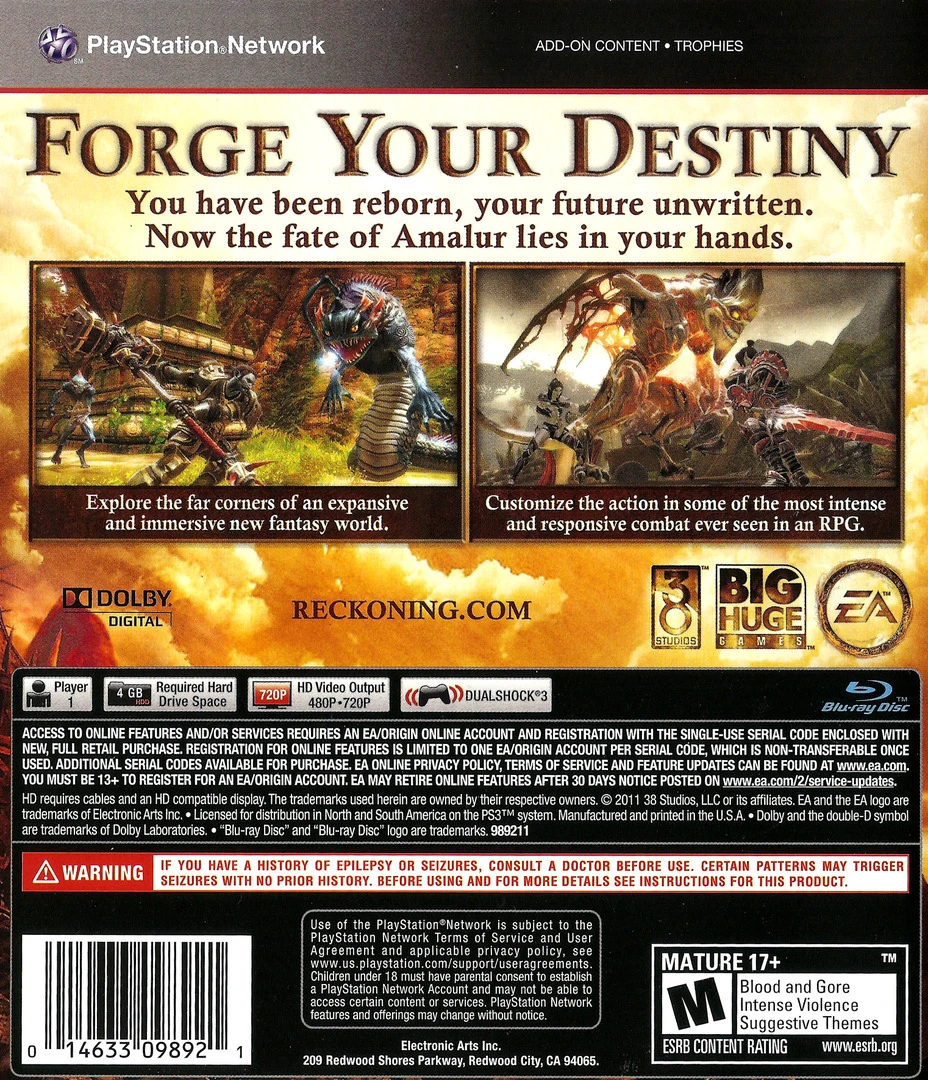 PlayStation®Network
SM
ADD-ON CONTENT • TROPHIES
FORGE YOUR DESTINY
You have been reborn, your future unwritten.
Now the fate of Amalur lies in your hands.
Explore the far corners of an expansive
and immersive new fantasy world.
Customize the action in some of the most intense
and responsive combat ever seen in an RPG.
DOLBY®
DIGITAL
RECKONING.COM
38
STUDIOS
™
BIG
HUGE
GAMES™
EA™
Player
1
4 GB
HDD
Required Hard
Drive Space
720P
HD Video Output
480P•720P
DUALSHOCK®3
Blu-ray Disc™
ACCESS TO ONLINE FEATURES AND/OR SERVICES REQUIRES AN EA/ORIGIN ONLINE ACCOUNT AND REGISTRATION WITH THE SINGLE-USE SERIAL CODE ENCLOSED WITH
NEW, FULL RETAIL PURCHASE. REGISTRATION FOR ONLINE FEATURES IS LIMITED TO ONE EA/ORIGIN ACCOUNT PER SERIAL CODE, WHICH IS NON-TRANSFERABLE ONCE
USED. ADDITIONAL SERIAL CODES AVAILABLE FOR PURCHASE. EA ONLINE PRIVACY POLICY, TERMS OF SERVICE AND FEATURE UPDATES CAN BE FOUND AT www.ea.com.
YOU MUST BE 13+ TO REGISTER FOR AN EA/ORIGIN ACCOUNT. EA MAY RETIRE ONLINE FEATURES AFTER 30 DAYS NOTICE POSTED ON www.ea.com/2/service-updates.
HD requires cables and an HD compatible display. The trademarks used herein are owned by their respective owners. © 2011 38 Studios, LLC or its affiliates. EA and the EA logo are
trademarks of Electronic Arts Inc. • Licensed for distribution in North and South America on the PS3™ system. Manufactured and printed in the U.S.A. • Dolby and the double-D symbol
are trademarks of Dolby Laboratories. • “Blu-ray Disc” and “Blu-ray Disc” logo are trademarks. 989211
WARNING
IF YOU HAVE A HISTORY OF EPILEPSY OR SEIZURES, CONSULT A DOCTOR BEFORE USE. CERTAIN PATTERNS MAY TRIGGER
SEIZURES WITH NO PRIOR HISTORY. BEFORE USING AND FOR MORE DETAILS SEE INSTRUCTIONS FOR THIS PRODUCT.
Use of the PlayStation®Network is subject to the
PlayStation Network Terms of Service and User
Agreement and applicable privacy policy, see
www.us.playstation.com/support/useragreements.
Children under 18 must have parental consent to establish
a PlayStation Network Account and may not be able to
access certain content or services. PlayStation Network
features and offerings may change without notice.
Electronic Arts Inc.
209 Redwood Shores Parkway, Redwood City, CA 94065.
0 14633 09892 1
MATURE 17+
™
M
Blood and Gore
Intense Violence
Suggestive Themes
ESRB CONTENT RATING
www.esrb.org